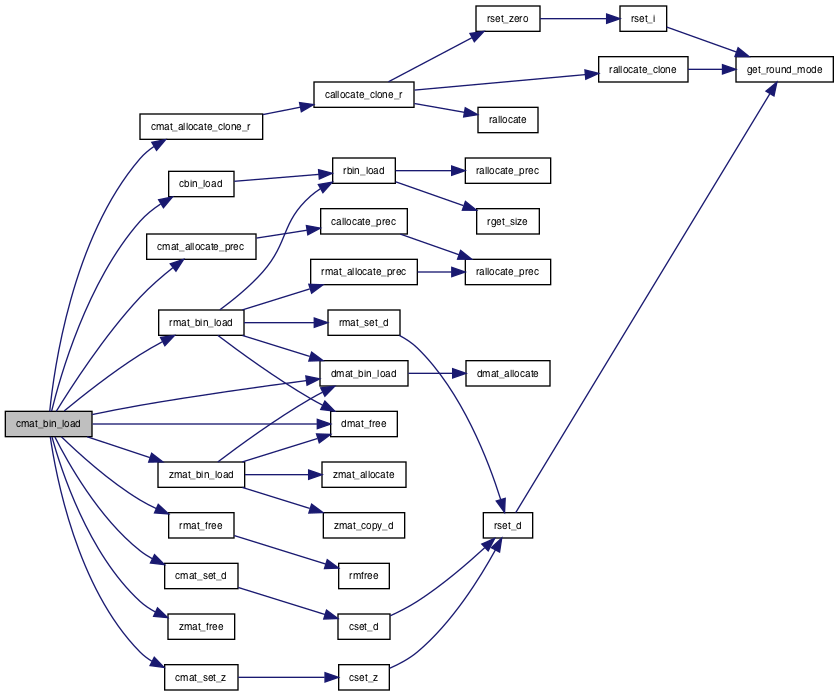 rset_zero
rset_i
rallocate_clone
get_round_mode
callocate_clone_r
rallocate
cmat_allocate_clone_r
rbin_load
rallocate_prec
cbin_load
callocate_prec
rget_size
cmat_allocate_prec
rmat_allocate_prec
rallocate_prec
rmat_bin_load
rmat_set_d
dmat_bin_load
dmat_allocate
cmat_bin_load
dmat_free
zmat_bin_load
zmat_allocate
rmat_free
zmat_copy_d
rset_d
cmat_set_d
rmfree
zmat_free
cset_d
cmat_set_z
cset_z